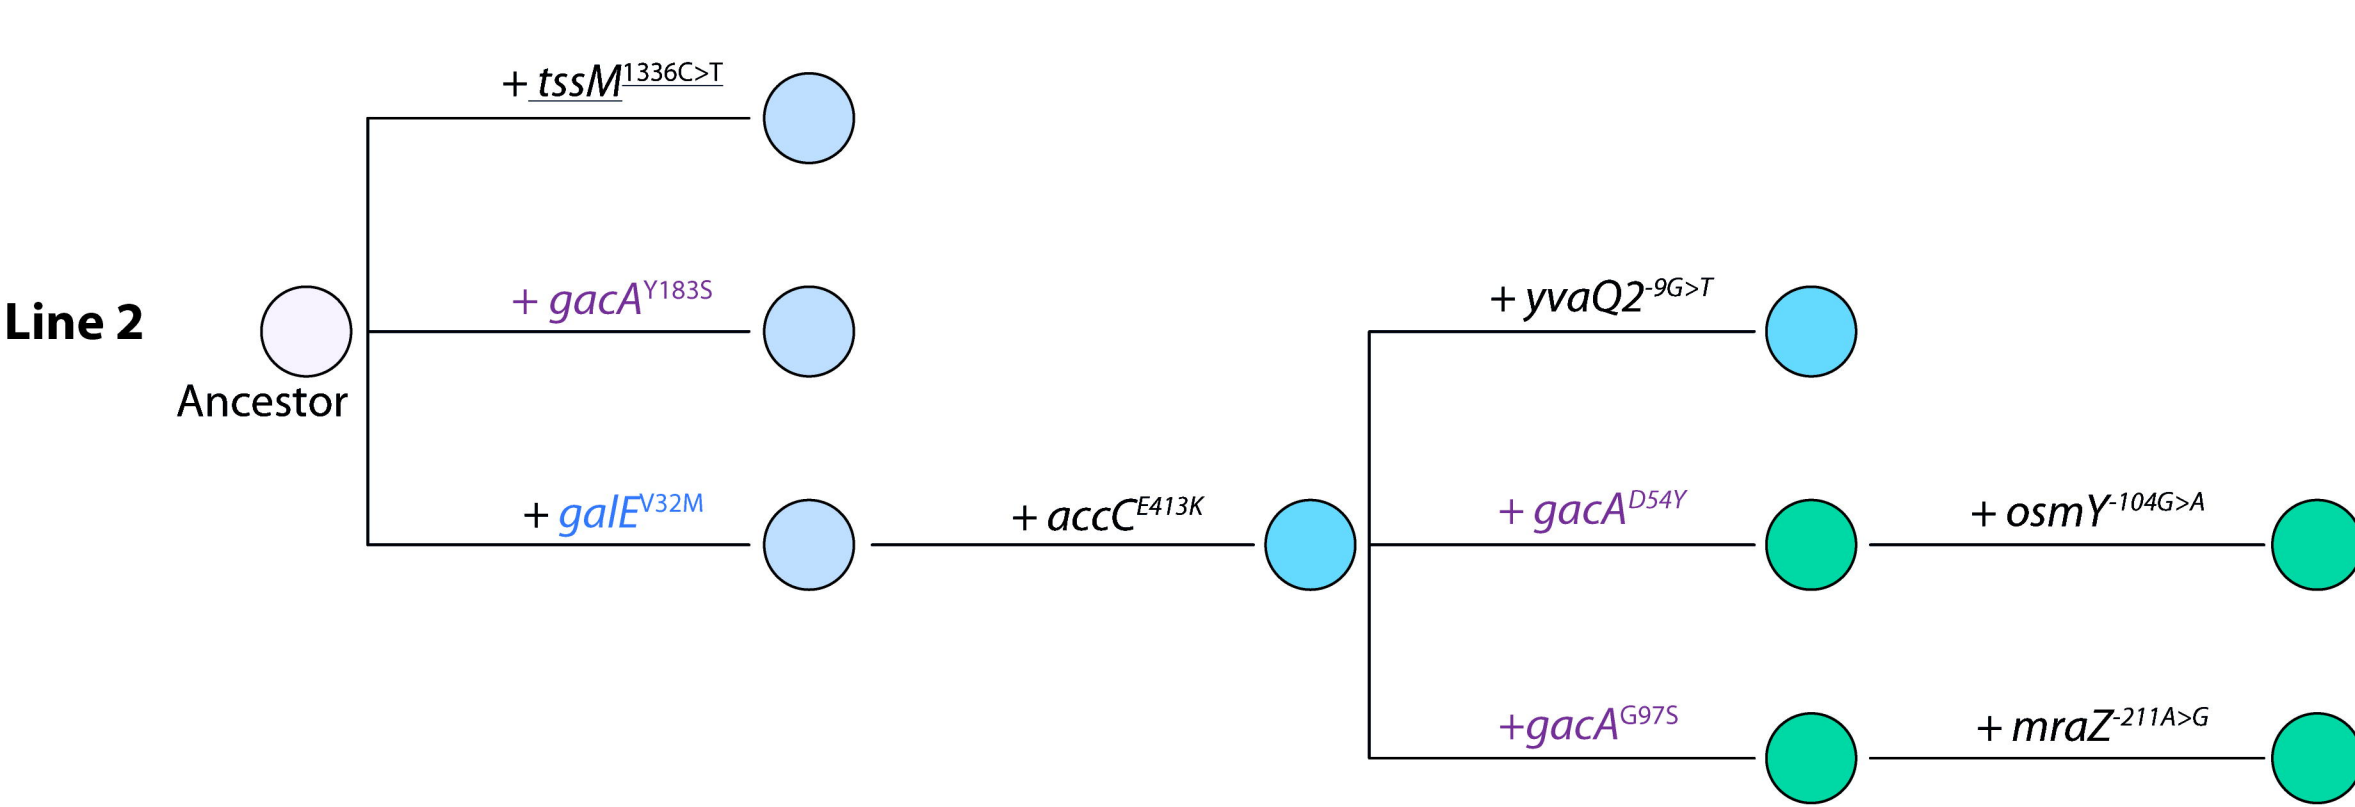 + tssM1336C>T
+ gacAY183S
+ yvaQ2-9G>T
Line 2
Ancestor
+ galEV32M
+ accCE413K
+ gacAD54Y
+ osmY-104G>A
+gacAG97S
+ mraZ-211A>G